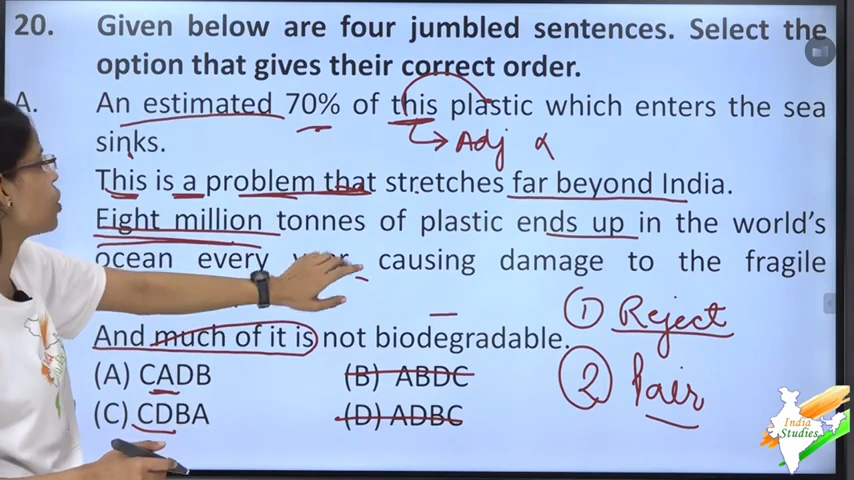 20. Given below are four jumbled sentences. Select the
option that gives their correct order.
A. An estimated 70% of this plastic which enters the sea
sinks.
Adj
This is a problem that stretches far beyond India.
Eight million tonnes of plastic ends up in the world's
ocean every causing damage to the fragile
And much of it is not biodegradable.
① Reject
(A) CADB (B) ABDC
② Pair
(C) CDBA (D) ADBC
India
Studies